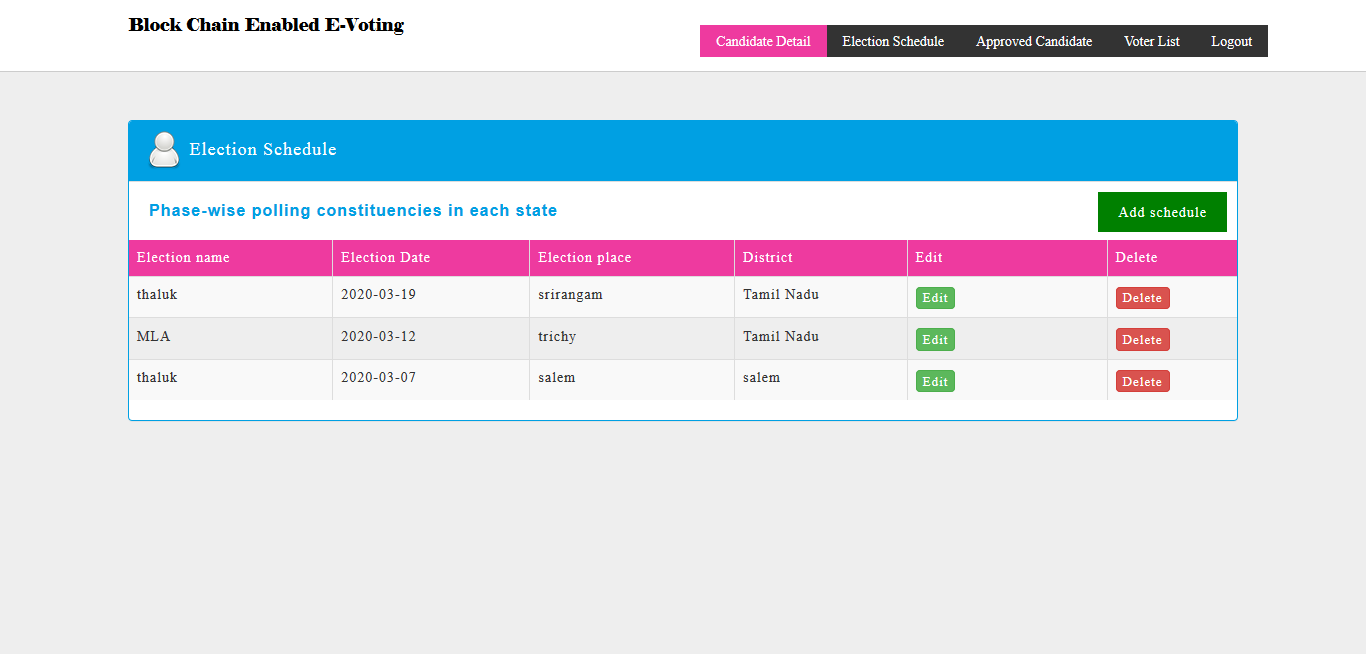 Block Chain Enabled E-Voting
Candidate Detail Election Schedule Approved Candidate Voter List Logout
Election Schedule
Phase-wise polling constituencies in each state
Add schedule
Election name Election Date Election place District Edit Delete
thaluk 2020-03-19 srirangam Tamil Nadu Edit Delete
MLA 2020-03-12 trichy Tamil Nadu Edit Delete
thaluk 2020-03-07 salem salem Edit Delete